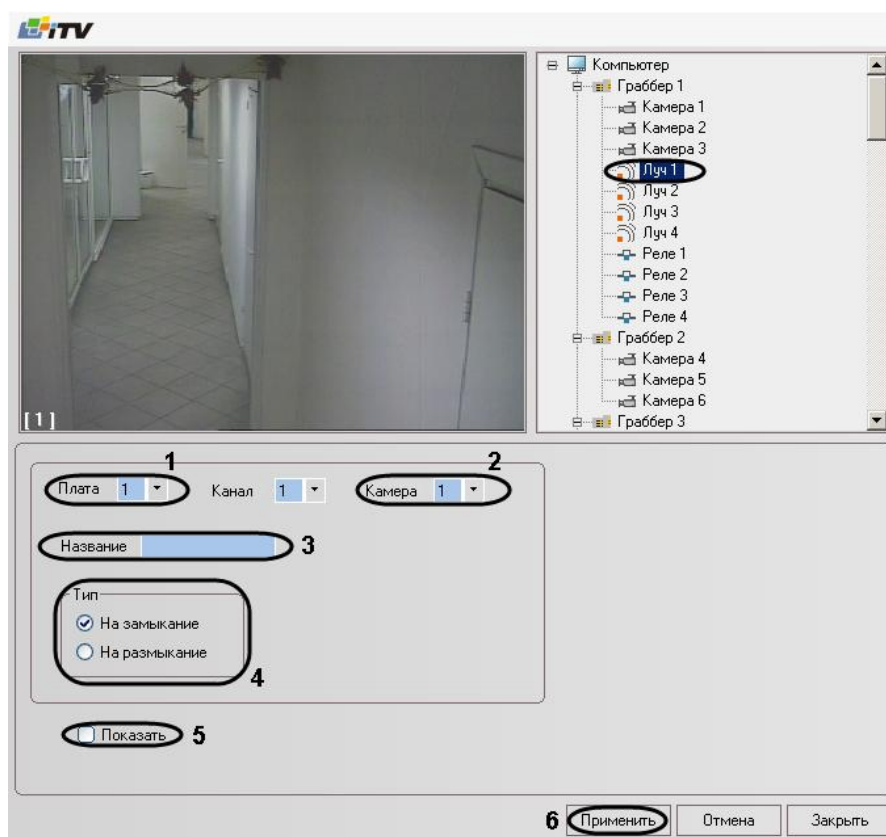 iTV
Компьютер
Граббер 1
Камера 1
Камера 2
Камера 3
Луч 1
Луч 2
Луч 3
Луч 4
Реле 1
Реле 2
Реле 3
Реле 4
Граббер 2
Камера 4
Камера 5
Камера 6
Граббер 3
[1]
1 2
Плата 1 Канал 1 Камера 1
Название 3
Тип
На замыкание
На размыкание
4
Показать 5
6 Применить Отмена Закрыть